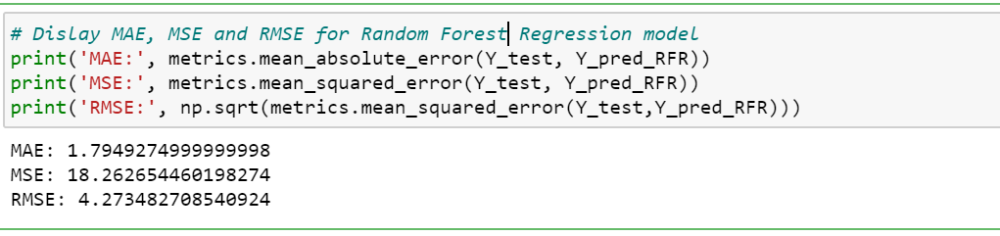 # Dislay MAE, MSE and RMSE for Random Forest Regression model
print('MAE:', metrics.mean_absolute_error(Y_test, Y_pred_RFR))
print('MSE:', metrics.mean_squared_error(Y_test, Y_pred_RFR))
print('RMSE:', np.sqrt(metrics.mean_squared_error(Y_test,Y_pred_RFR)))
MAE: 1.7949274999999998
MSE: 18.262654460198274
RMSE: 4.273482708540924